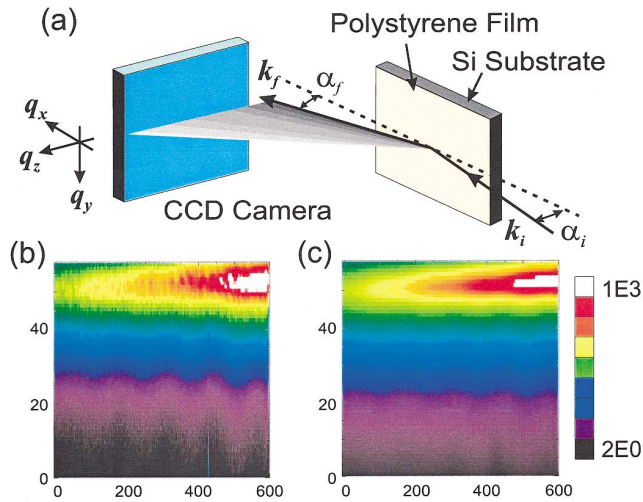 (a)
Polystyrene Film
Si Substrate
k_f
α_f
q_x
q_z
q_y
CCD Camera
k_i
α_i
(b)
(c)
40
20
0
0 200 400 600
40
20
0
0 200 400 600
1E3
2E0